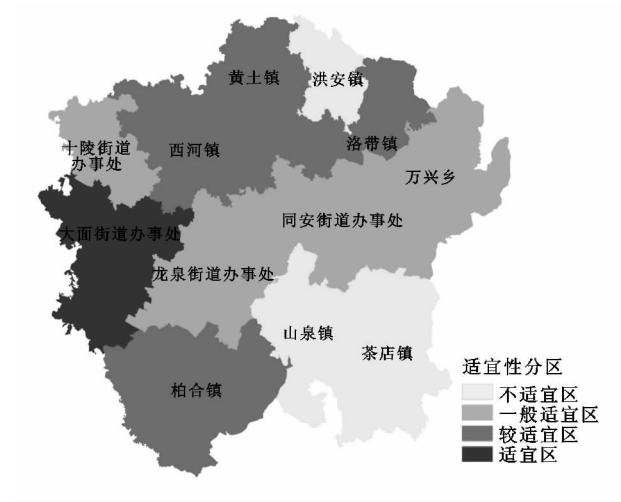 黄土镇
洪安镇
西河镇
洛带镇
十陵街道
办事处
万兴乡
同安街道办事处
大面街道办事处
龙泉街道办事处
山泉镇
茶店镇
柏合镇
适宜性分区
不适宜区
一般适宜区
较适宜区
适宜区